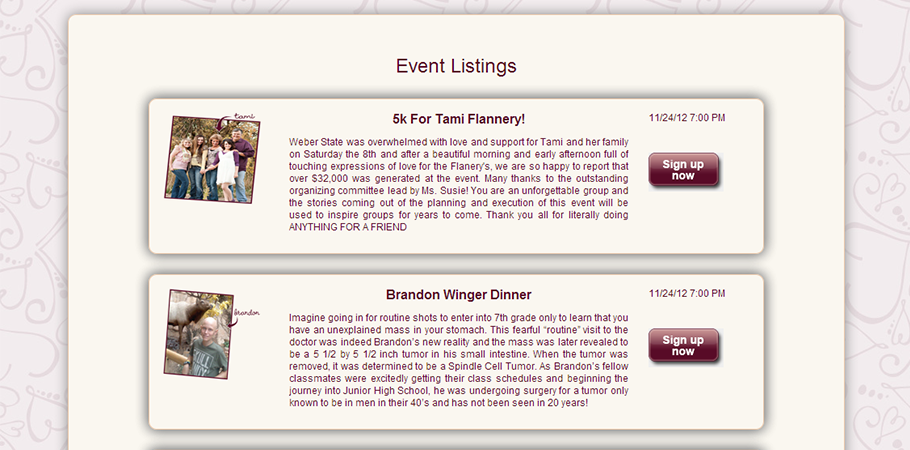 Event Listings
tami
5k For Tami Flannery!
11/24/12 7:00 PM
Weber State was overwhelmed with love and support for Tami and her family
on Saturday the 8th and after a beautiful morning and early afternoon full of
touching expressions of love for the Flanery's, we are so happy to report that
over $32,000 was generated at the event. Many thanks to the outstanding
organizing committee lead by Ms. Susie! You are an unforgettable group and
the stories coming out of the planning and execution of this event will be
used to inspire groups for years to come. Thank you all for literally doing
ANYTHING FOR A FRIEND
Sign up
now
brandon
Brandon Winger Dinner
11/24/12 7:00 PM
Imagine going in for routine shots to enter into 7th grade only to learn that you
have an unexplained mass in your stomach. This fearful “routine” visit to the
doctor was indeed Brandon’s new reality and the mass was later revealed to
be a 5 1/2 by 5 1/2 inch tumor in his small intestine. When the tumor was
removed, it was determined to be a Spindle Cell Tumor. As Brandon’s fellow
classmates were excitedly getting their class schedules and beginning the
journey into Junior High School, he was undergoing surgery for a tumor only
known to be in men in their 40’s and has not been seen in 20 years!
Sign up
now